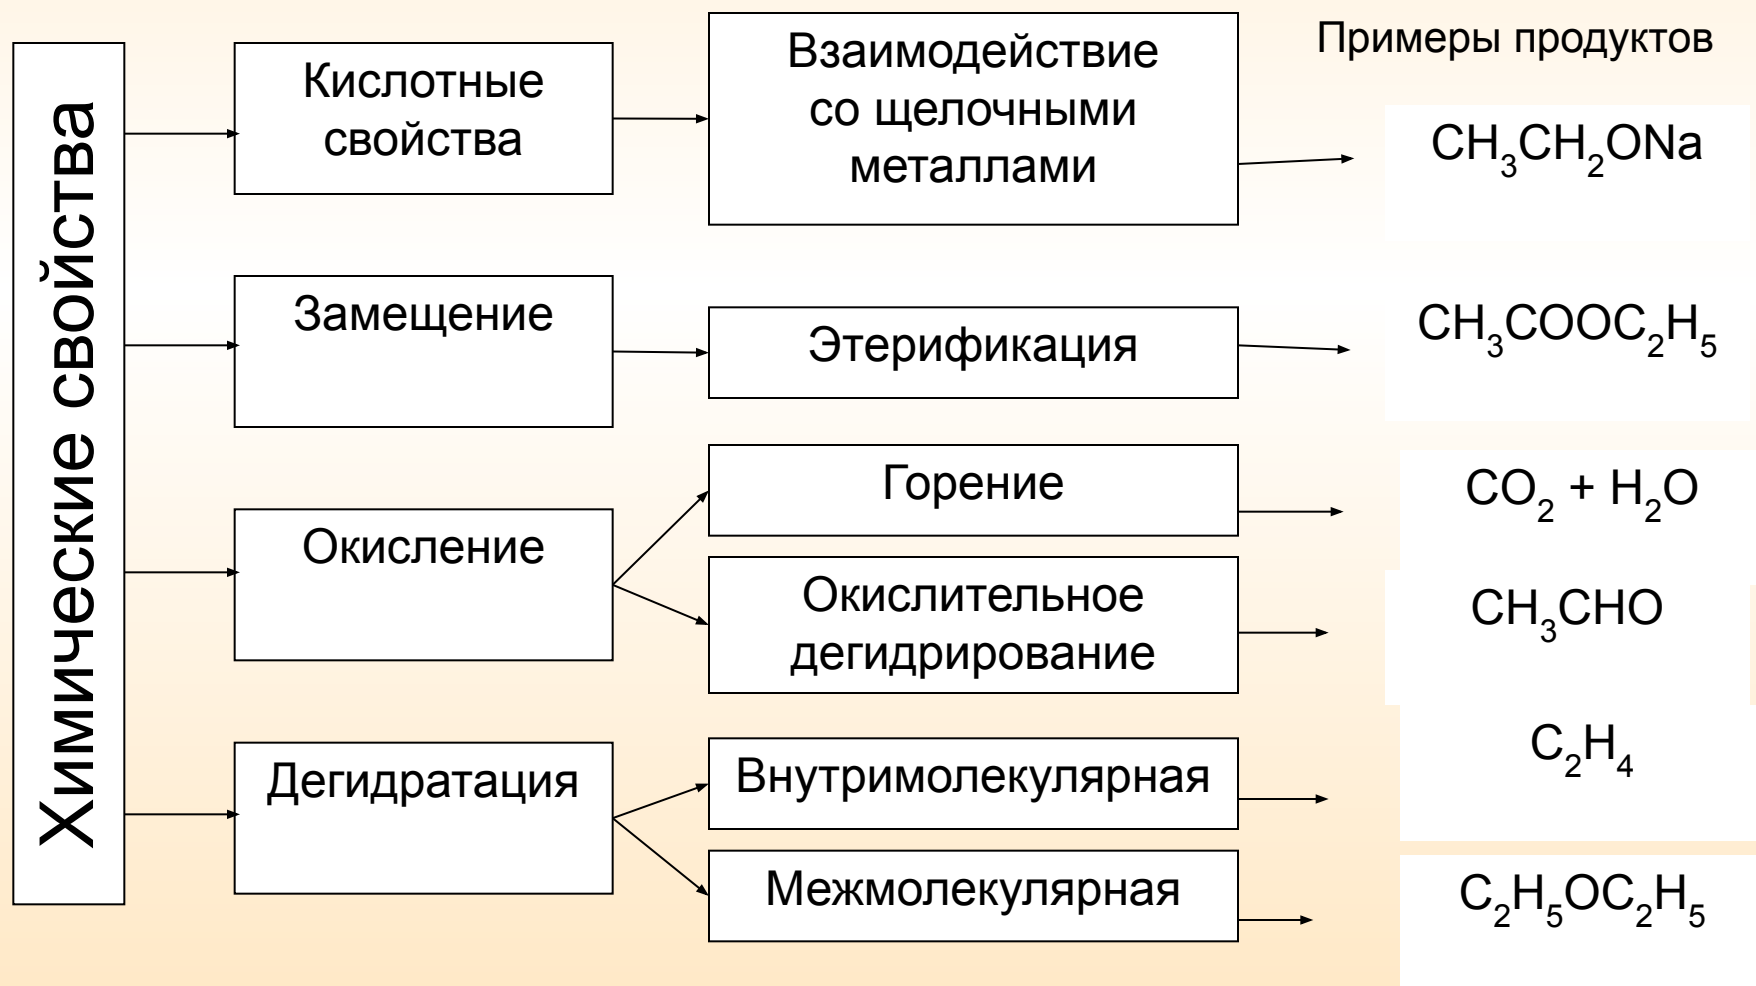 Химические свойства
Кислотные
свойства
Взаимодействие
со щелочными
металлами
Примеры продуктов
CH₃CH₂ONa
Замещение
Этерификация
CH₃COOC₂H₅
Окисление
Горение
CO₂ + H₂O
Окислительное
дегидрирование
CH₃CHO
Дегидратация
Внутримолекулярная
C₂H₄
Межмолекулярная
C₂H₅OC₂H₅